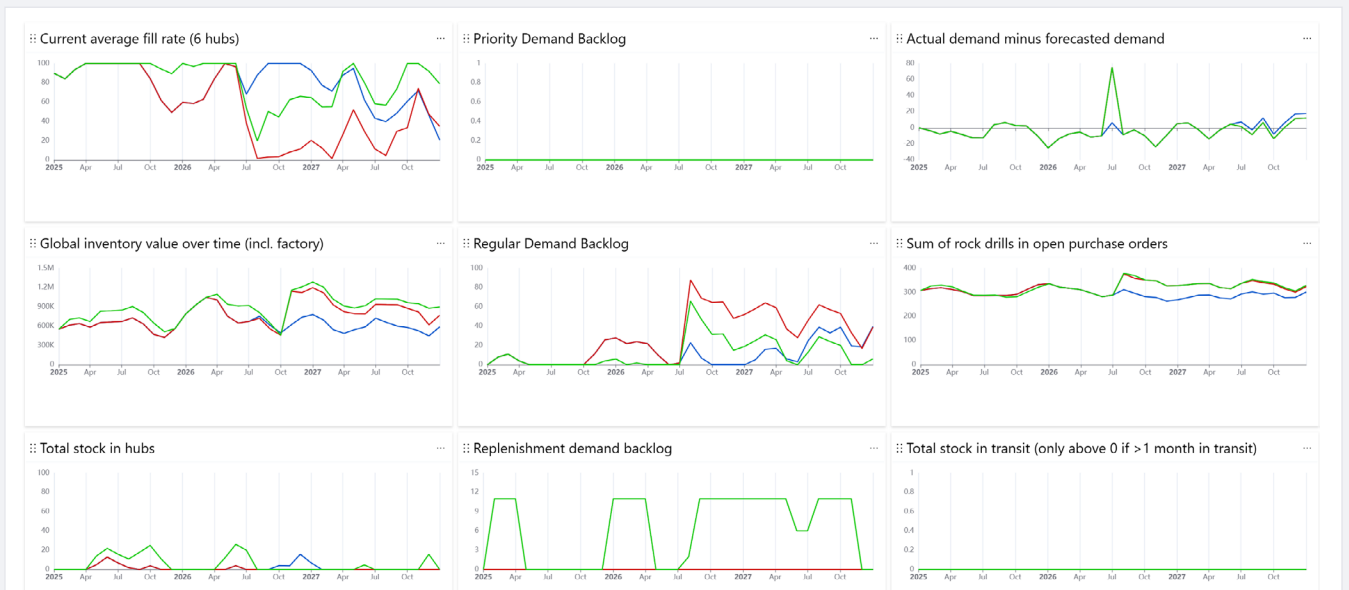 Current average fill rate (6 hubs)
100
80
60
40
20
0
2025 Apr Jul Oct 2026 Apr Jul Oct 2027 Apr Jul Oct
Priority Demand Backlog
1
0.8
0.6
0.4
0.2
0
2025 Apr Jul Oct 2026 Apr Jul Oct 2027 Apr Jul Oct
Actual demand minus forecasted demand
80
60
40
20
0
-20
-40
2025 Apr Jul Oct 2026 Apr Jul Oct 2027 Apr Jul Oct
Global inventory value over time (incl. factory)
1.5M
1.2M
900K
600K
300K
0
2025 Apr Jul Oct 2026 Apr Jul Oct 2027 Apr Jul Oct
Regular Demand Backlog
100
80
60
40
20
0
2025 Apr Jul Oct 2026 Apr Jul Oct 2027 Apr Jul Oct
Sum of rock drills in open purchase orders
400
300
200
100
0
2025 Apr Jul Oct 2026 Apr Jul Oct 2027 Apr Jul Oct
Total stock in hubs
100
80
60
40
20
0
2025 Apr Jul Oct 2026 Apr Jul Oct 2027 Apr Jul Oct
Replenishment demand backlog
15
12
9
6
3
0
2025 Apr Jul Oct 2026 Apr Jul Oct 2027 Apr Jul Oct
Total stock in transit (only above 0 if >1 month in transit)
1
0.8
0.6
0.4
0.2
0
2025 Apr Jul Oct 2026 Apr Jul Oct 2027 Apr Jul Oct